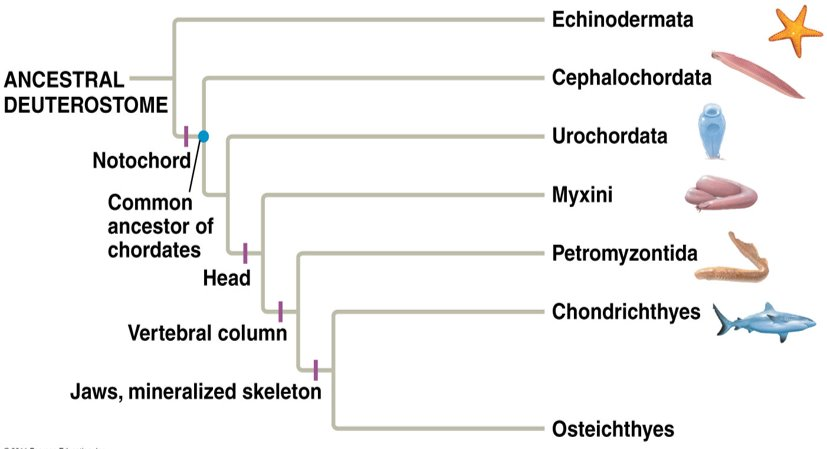 Echinodermata
ANCESTRAL
DEUTEROSTOME
Cephalochordata
Urochordata
Notochord
Common
ancestor of
chordates
Myxini
Head
Petromyzontida
Vertebral column
Chondrichthyes
Jaws, mineralized skeleton
Osteichthyes